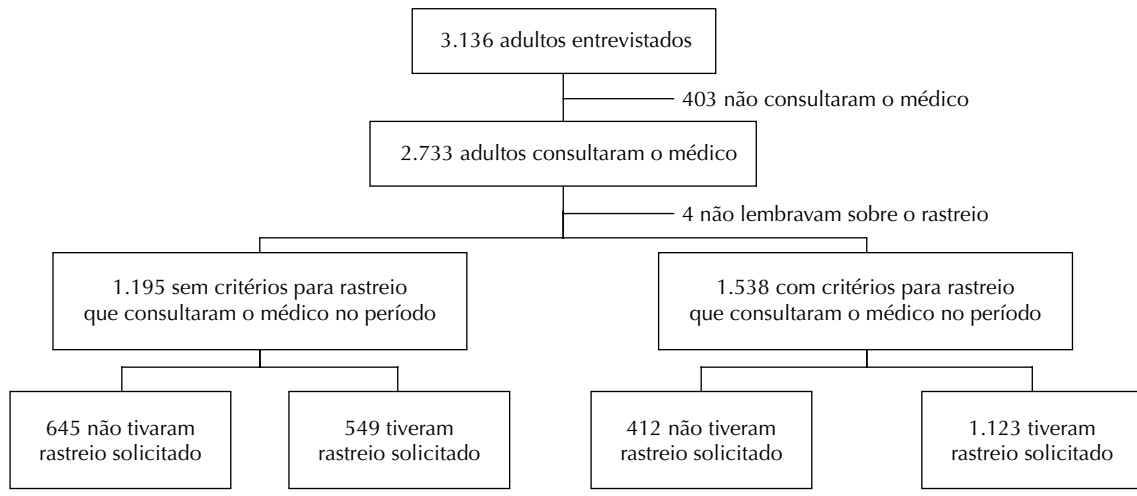 3.136 adultos entrevistados
403 não consultaram o médico
2.733 adultos consultaram o médico
4 não lembravam sobre o rastreio
1.195 sem critérios para rastreio
que consultaram o médico no período
1.538 com critérios para rastreio
que consultaram o médico no período
645 não tivaram
rastreio solicitado
549 tiveram
rastreio solicitado
412 não tiveram
rastreio solicitado
1.123 tiveram
rastreio solicitado